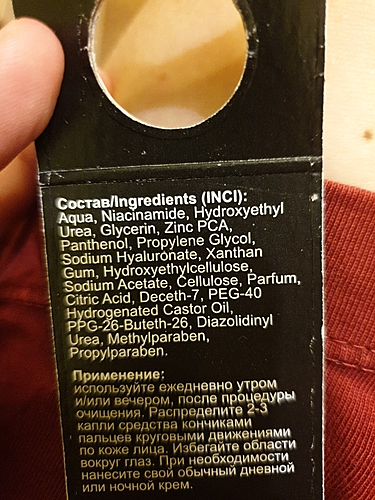 Состав/Ingredients (INCI):
Aqua, Niacinamide, Hydroxyethyl
Urea, Glycerin, Zinc PCA,
Panthenol, Propylene Glycol,
Sodium Hyaluronate, Xanthan
Gum, Hydroxyethylcellulose,
Sodium Acetate, Cellulose, Parfum,
Citric Acid, Deceth-7, PEG-40
Hydrogenated Castor Oil,
PPG-26-Buteth-26, Diazolidinyl
Urea, Methylparaben,
Propylparaben.
Применение:
используйте ежедневно утром
и/или вечером, после процедуры
очищения. Распределите 2-3
капли средства кончиками
пальцев круговыми движениями
по коже лица. Избегайте области
вокруг глаз. При необходимости
нанесите свой обычный дневной
или ночной крем.